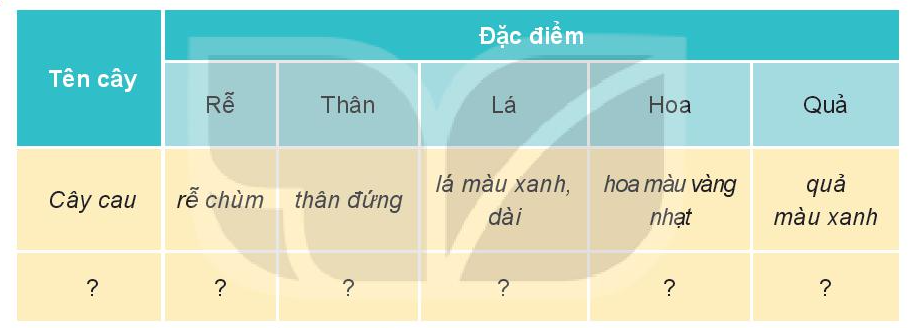 Tên cây
Đặc điểm
Rễ
Thân
Lá
Hoa
Quả
Cây cau
rễ chùm
thân đứng
lá màu xanh,
dài
hoa màu vàng
nhạt
quả
màu xanh
?
?
?
?
?
?